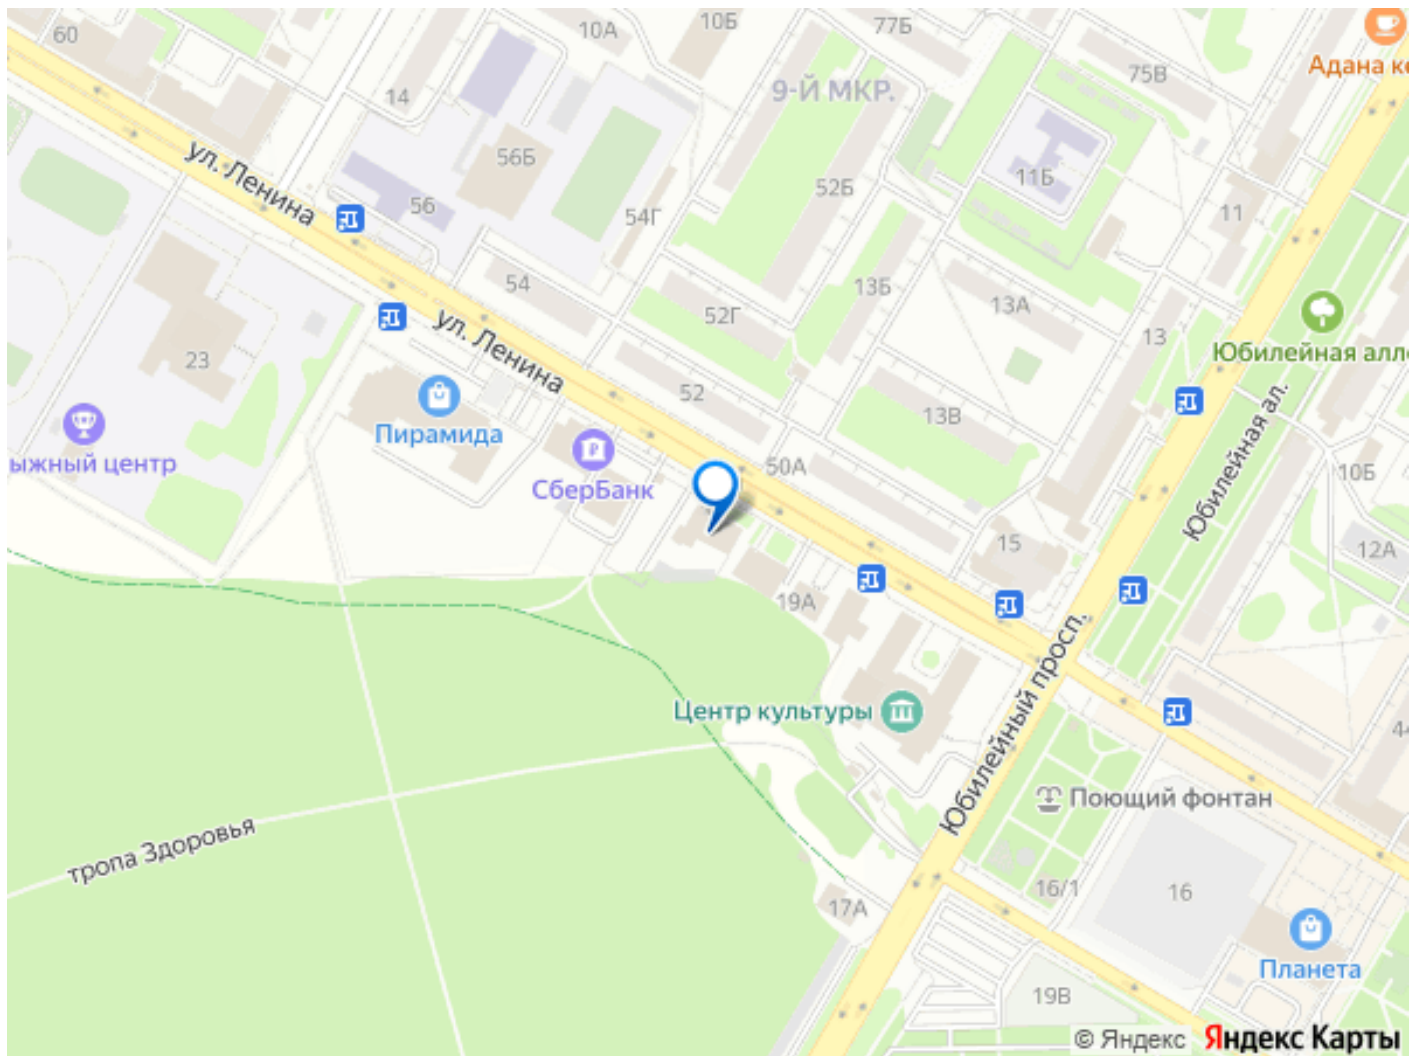 60
10А
10Б
77Б
Адана ке
75В
14
9-Й МКР.
56Б
ул. Ленина
56
54Г
52Б
11Б
11
54
13Б
52Г
13А
13
ул. Ленина
23
Юбилейная алле
52
13В
Пирамида
Юбилейная ал.
ыжный центр
СберБанк
50А
10Б
15
12А
19А
Юбилейный просп.
Центр культуры
44
Поющий фонтан
тропа Здоровья
16/1
16
17А
Планета
19В
© Яндекс Яндекс Карты